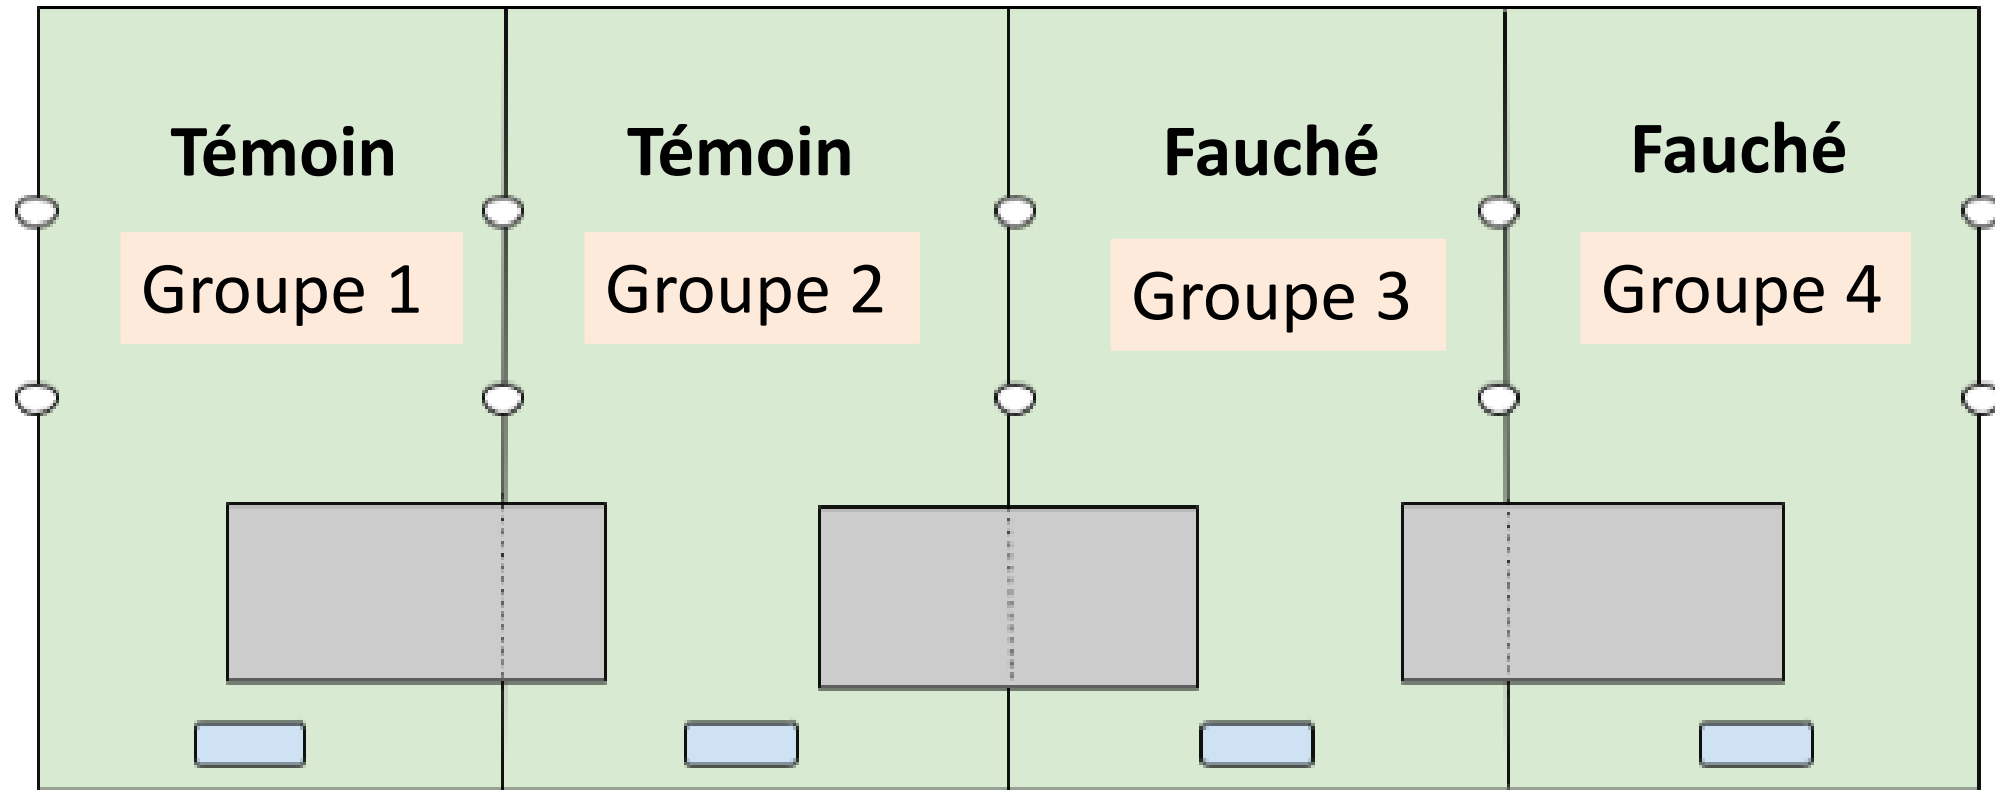 Témoin
Groupe 1
Témoin
Groupe 2
Fauché
Groupe 3
Fauché
Groupe 4